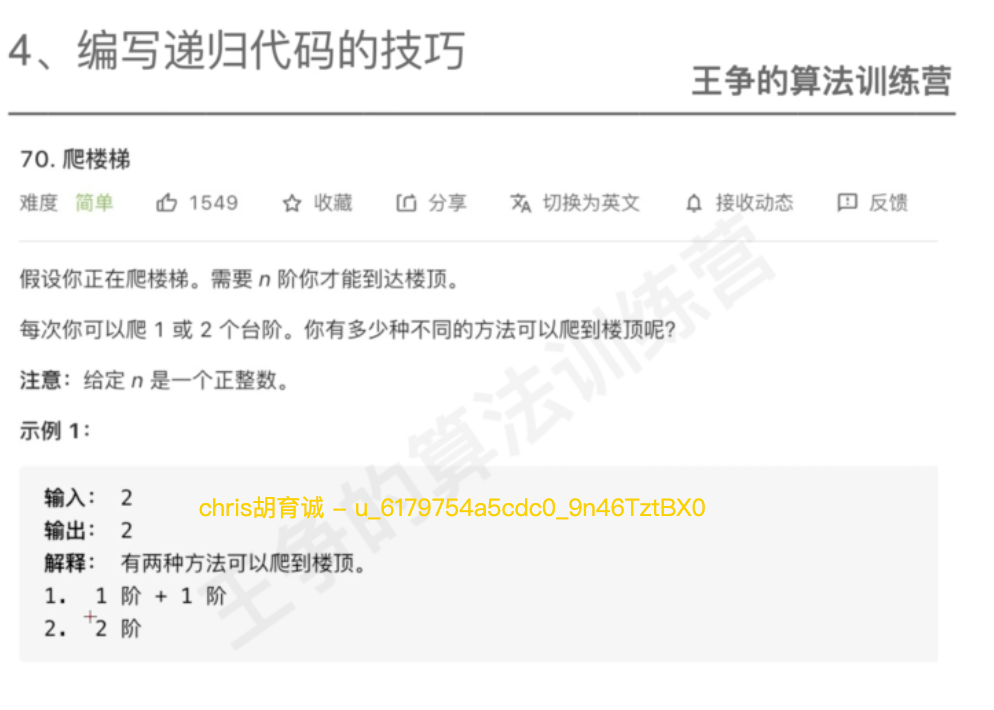 4、编写递归代码的技巧
王争的算法训练营
70. 爬楼梯
难度 简单 1549 收藏 分享 切换为英文 接收动态 反馈
假设你正在爬楼梯。需要 n 阶你才能到达楼顶。
每次你可以爬 1 或 2 个台阶。你有多少种不同的方法可以爬到楼顶呢？
注意：给定 n 是一个正整数。
示例 1：
输入： 2
chris胡育诚 – u_6179754a5cdc0_9n46TztBX0
输出： 2
解释： 有两种方法可以爬到楼顶。
1. 1 阶 + 1 阶
2. 2 阶
王争的算法训练营